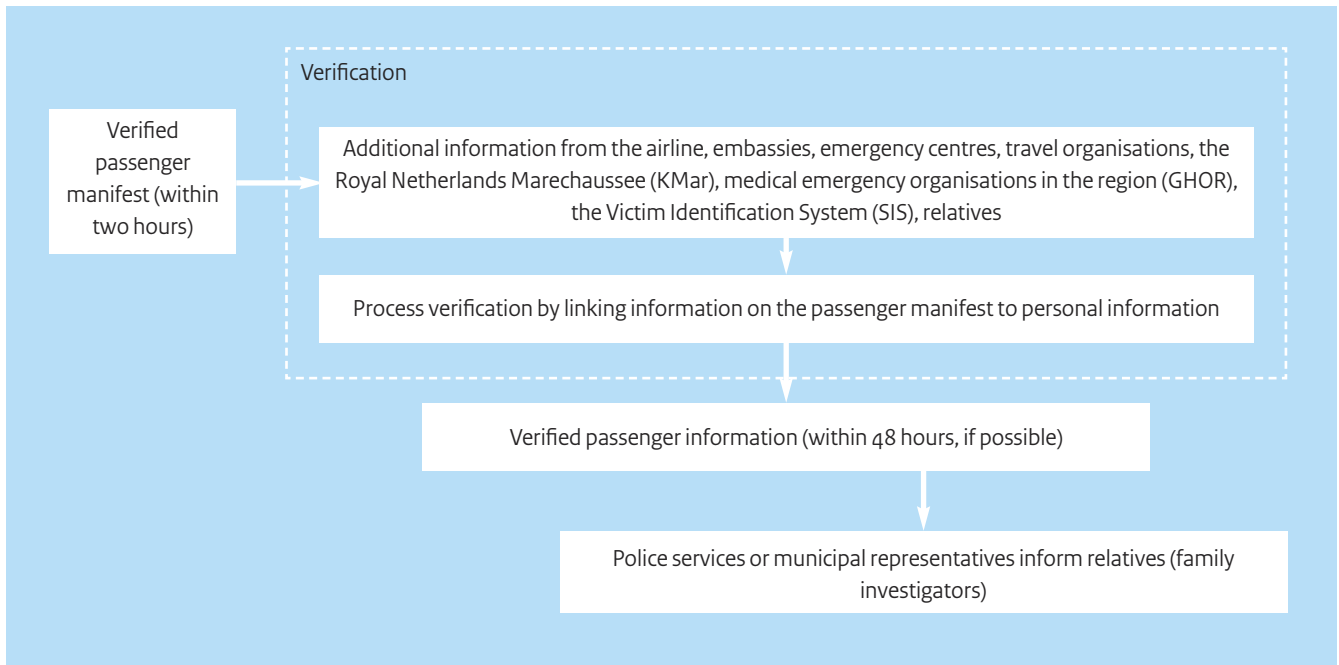 Verification
Verified
passenger
manifest (within
two hours)
Additional information from the airline, embassies, emergency centres, travel organisations, the
Royal Netherlands Marechaussee (KMar), medical emergency organisations in the region (GHOR),
the Victim Identification System (SIS), relatives
Process verification by linking information on the passenger manifest to personal information
Verified passenger information (within 48 hours, if possible)
Police services or municipal representatives inform relatives (family
investigators)